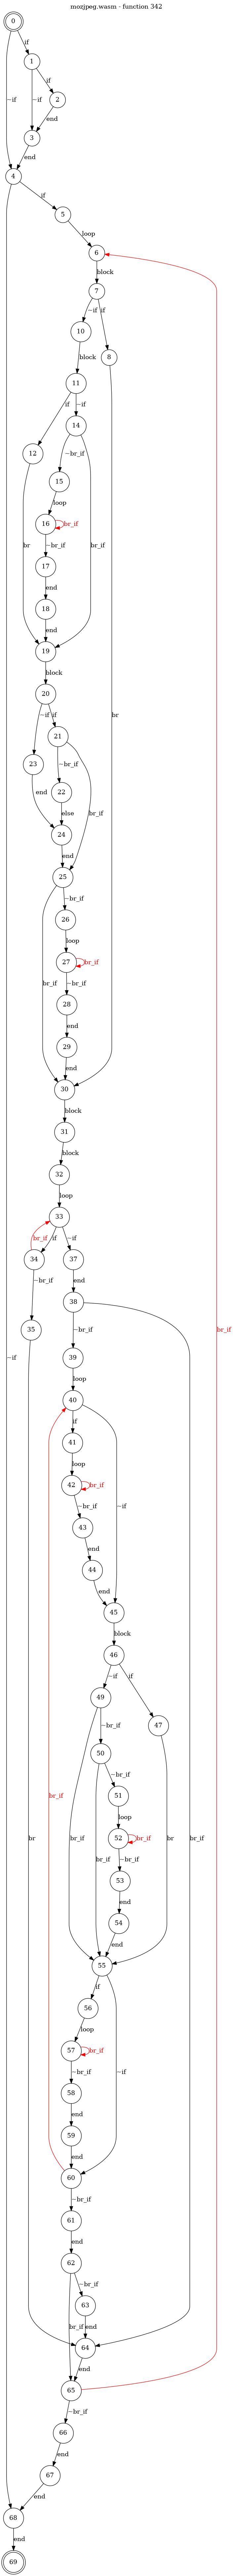 mozjpeg.wasm - function 342
0
if
1
~if
~if
if
2
end
3
end
4
if
5
loop
6
block
7
~if
if
10
8
block
11
if
~if
14
12
~br_if
15
loop
16
br_if
br
~br_if
br_if
17
end
18
end
19
block
20
~if
if
br
21
23
~br_if
22
end
else
br_if
24
end
25
~br_if
26
loop
27
br_if
br_if
~br_if
28
end
29
end
30
block
31
block
32
loop
33
br_if
if
~if
34
37
~br_if
end
35
38
~br_if
~if
br_if
39
loop
40
if
41
loop
~if
42
br_if
~br_if
43
end
44
end
45
block
46
~if
if
49
47
~br_if
50
~br_if
br_if
51
loop
br
br_if
br_if
br
br_if
52
br_if
~br_if
53
end
54
end
55
if
56
loop
~if
57
br_if
~br_if
58
end
59
end
60
~br_if
61
end
62
~br_if
63
br_if
end
64
end
65
~br_if
66
end
67
end
68
end
69